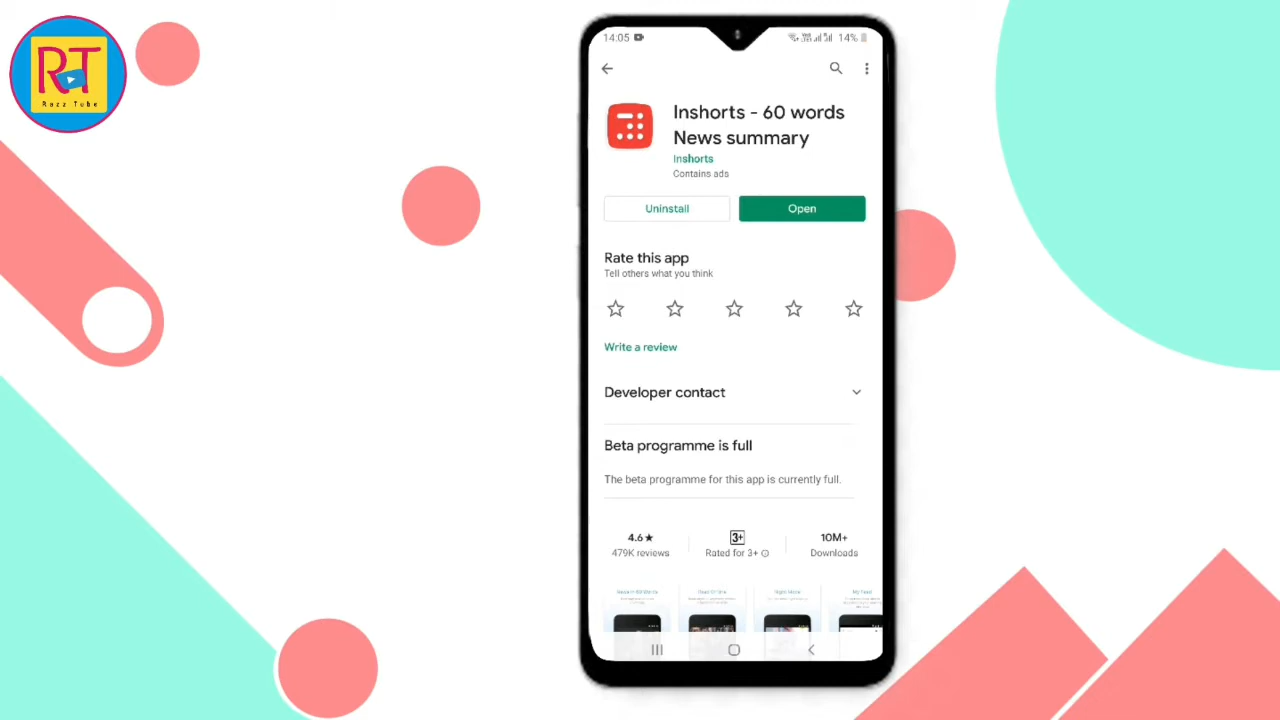 RT
Razz Tube
14:05
14%
Inshorts - 60 words
News summary
Inshorts
Contains ads
Uninstall
Open
Rate this app
Tell others what you think
Write a review
Developer contact
Beta programme is full
The beta programme for this app is currently full.
4.6★
479K reviews
3+
Rated for 3+
10M+
Downloads